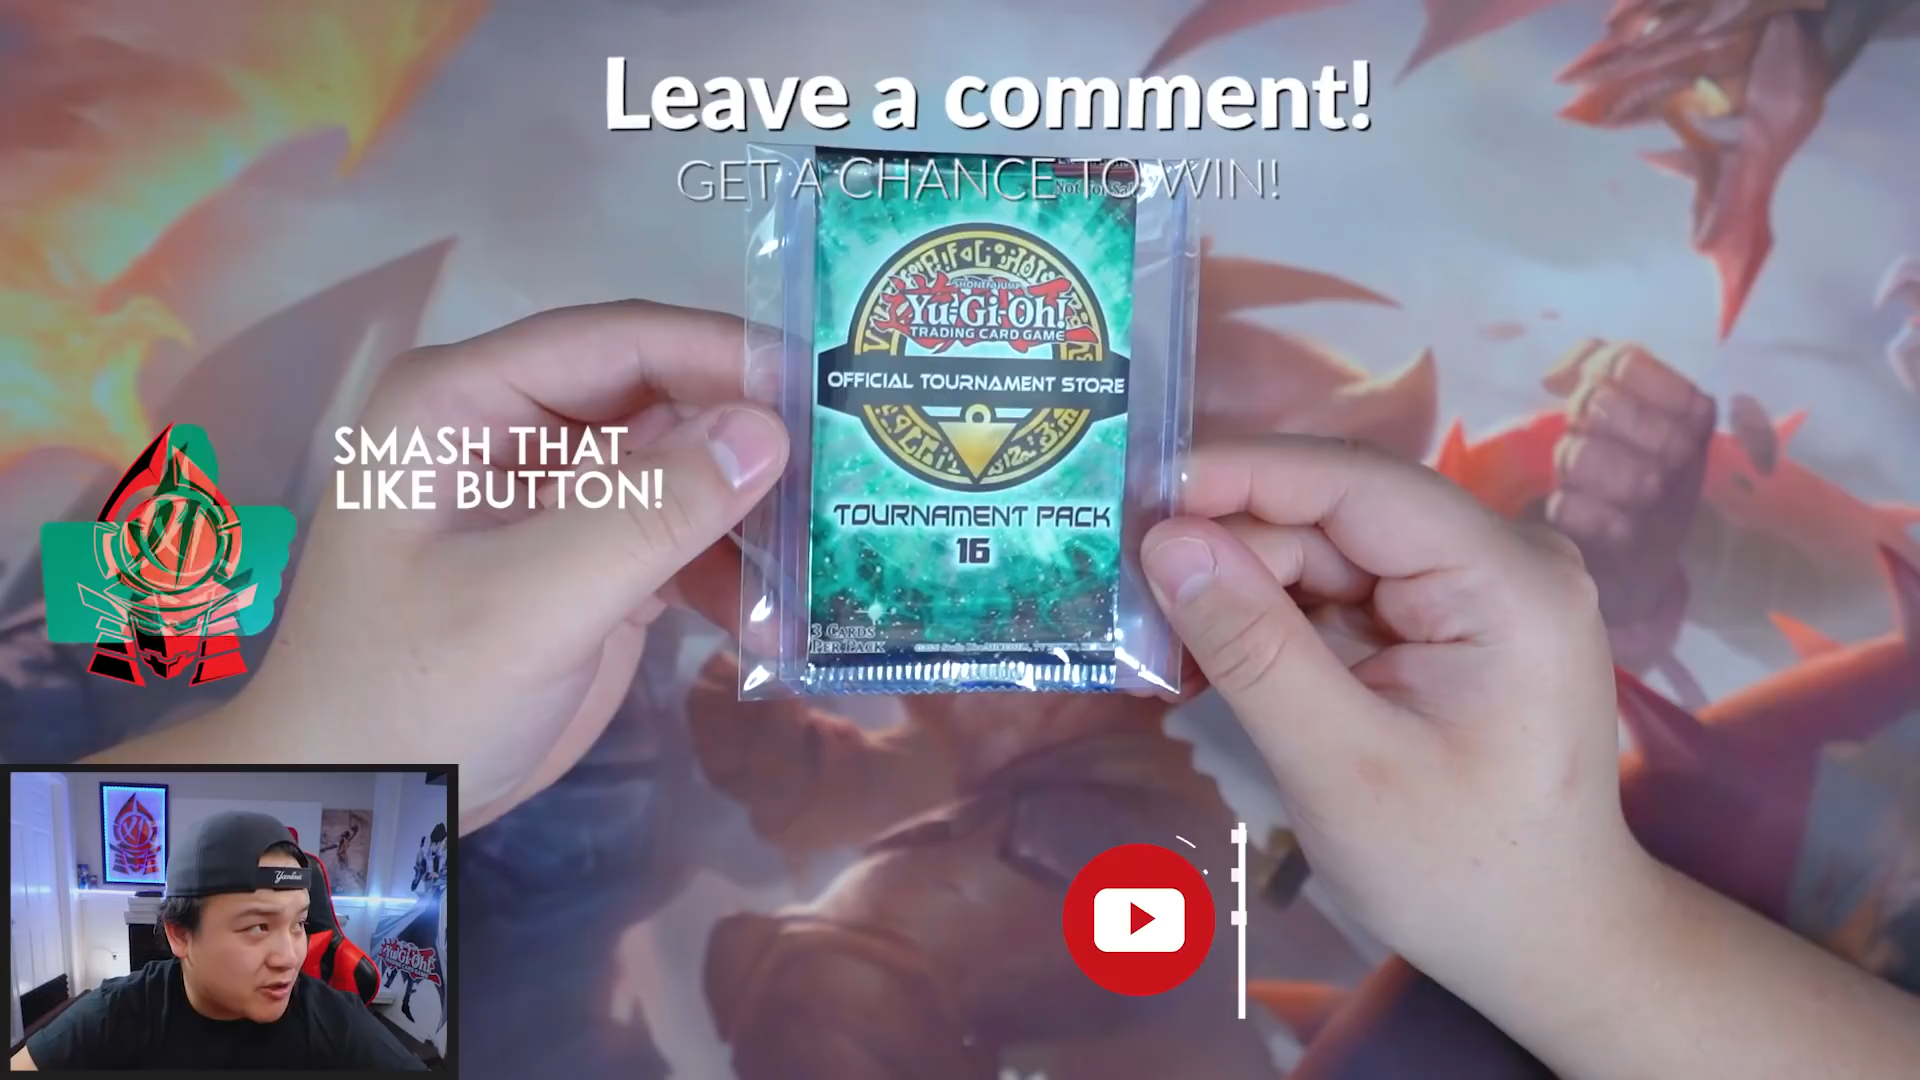 Leave a comment!
GET A CHANCE TO WIN!
Not For Sale
SHONEN JUMP
Yu-Gi-Oh!
TRADING CARD GAME
OFFICIAL TOURNAMENT STORE
TOURNAMENT PACK
16
3 CARDS
PER PACK
SMASH THAT
LIKE BUTTON!
Yankees
Yu-Gi-Oh!